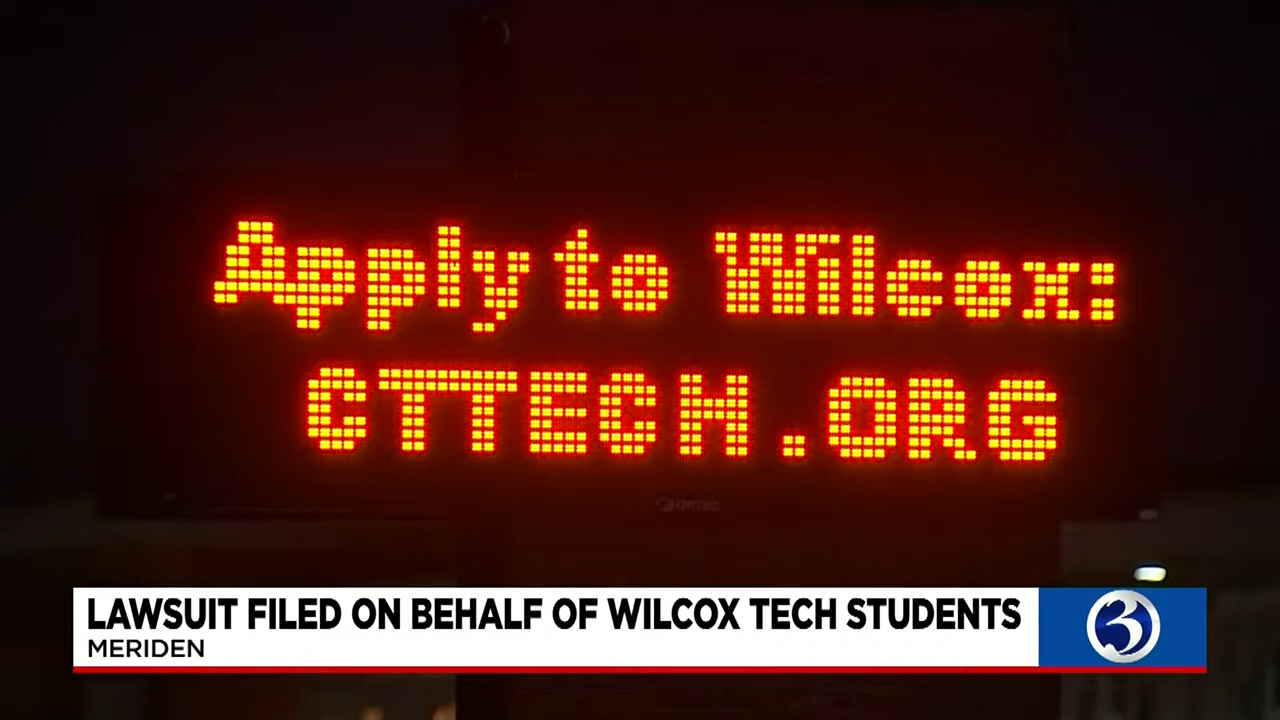 Apply to Wilcox:
CTTECH.ORG
LAWSUIT FILED ON BEHALF OF WILCOX TECH STUDENTS
MERIDEN
3